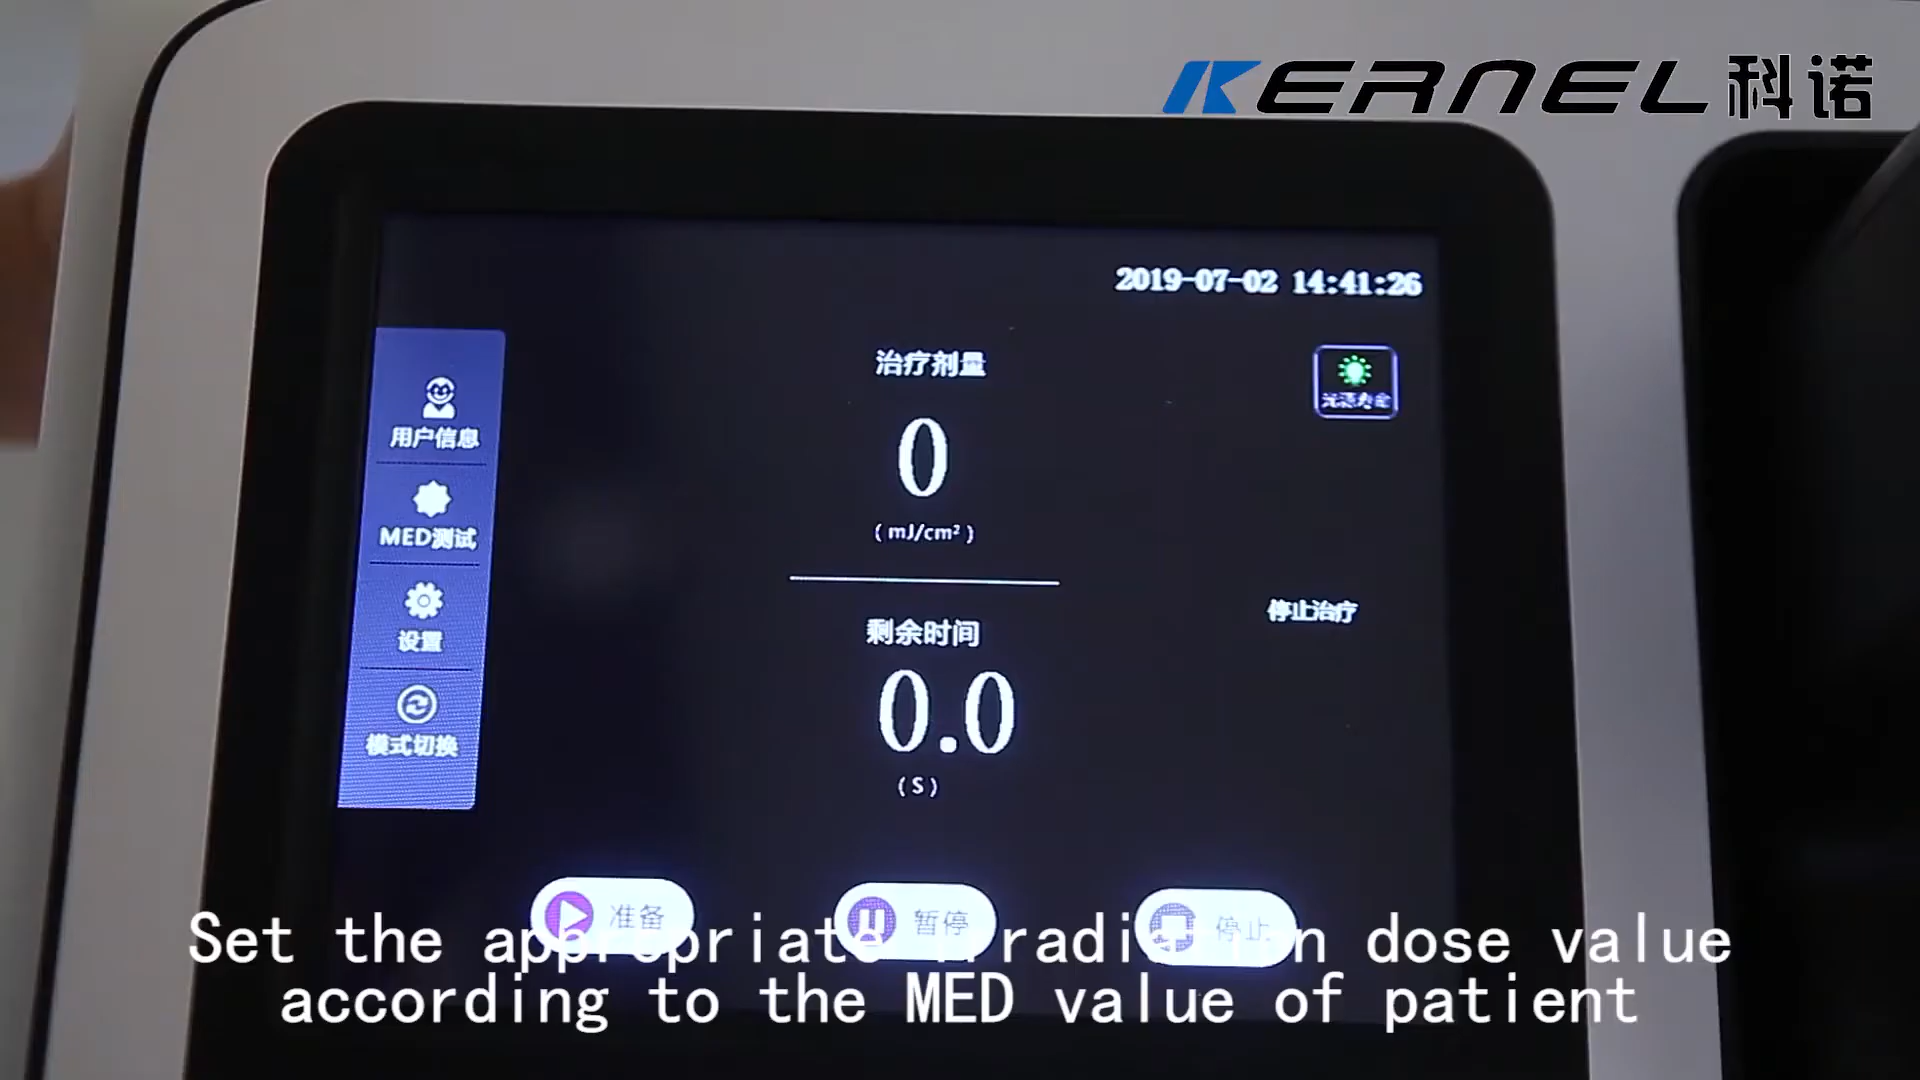 KERNEL科诺
2019-07-02 14:41:26
治疗剂量
0
(mJ/cm²)
用户信息
MED测试
设置
模式切换
剩余时间
0.0
(S)
停止治疗
准备
暂停
停止
Set the appropriate irradiation dose value
according to the MED value of patient